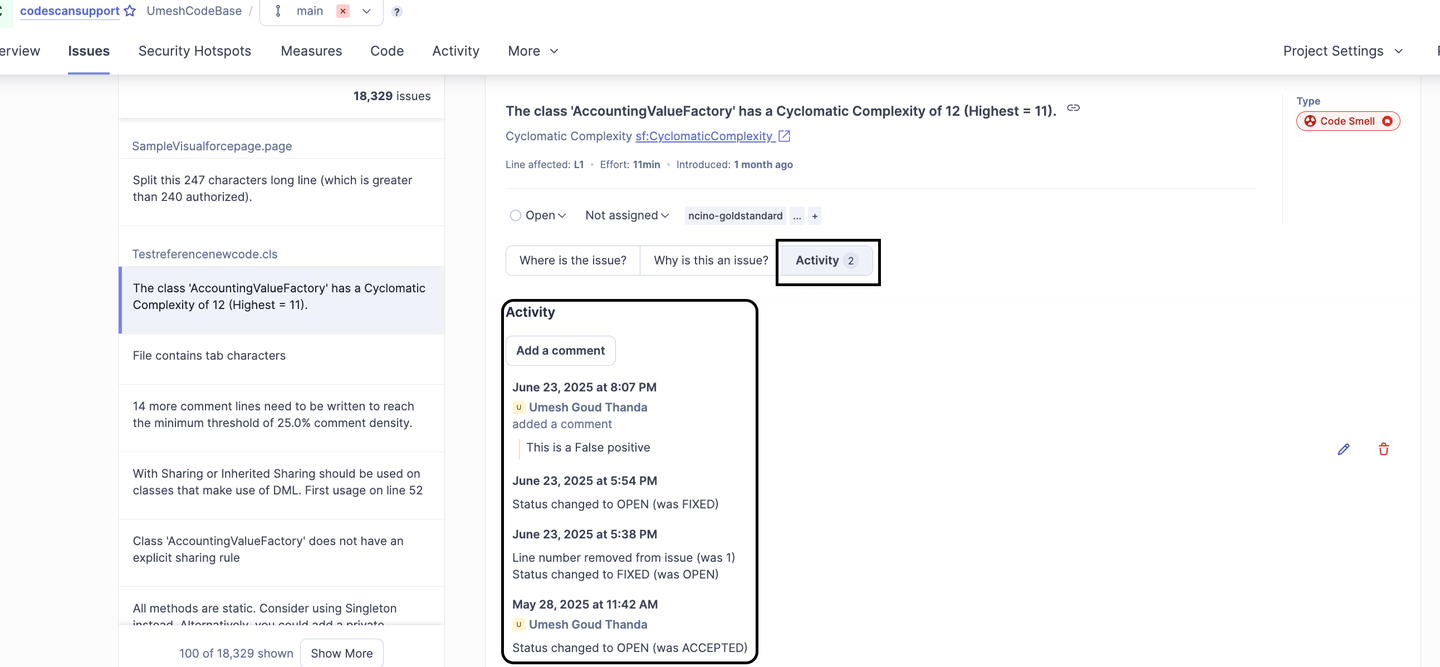 codescansupport UmeshCodeBase / main ?
erview Issues Security Hotspots Measures Code Activity More Project Settings
18,329 issues
SampleVisualforcepage.page
Split this 247 characters long line (which is greater
than 240 authorized).
Testreferencenewcode.cls
The class 'AccountingValueFactory' has a Cyclomatic
Complexity of 12 (Highest = 11).
File contains tab characters
14 more comment lines need to be written to reach
the minimum threshold of 25.0% comment density.
With Sharing or Inherited Sharing should be used on
classes that make use of DML. First usage on line 52
Class 'AccountingValueFactory' does not have an
explicit sharing rule
All methods are static. Consider using Singleton
instead. Alternatively, you could add a private
100 of 18,329 shown Show More
The class 'AccountingValueFactory' has a Cyclomatic Complexity of 12 (Highest = 11).
Cyclomatic Complexity sf:CyclomaticComplexity
Line affected: L1 • Effort: 11min • Introduced: 1 month ago
Open Not assigned ncino-goldstandard ... +
Where is the issue? Why is this an issue? Activity 2
Activity
Add a comment
June 23, 2025 at 8:07 PM
U Umesh Goud Thanda
added a comment
This is a False positive
June 23, 2025 at 5:54 PM
Status changed to OPEN (was FIXED)
June 23, 2025 at 5:38 PM
Line number removed from issue (was 1)
Status changed to FIXED (was OPEN)
May 28, 2025 at 11:42 AM
U Umesh Goud Thanda
Status changed to OPEN (was ACCEPTED)
Type
Code Smell